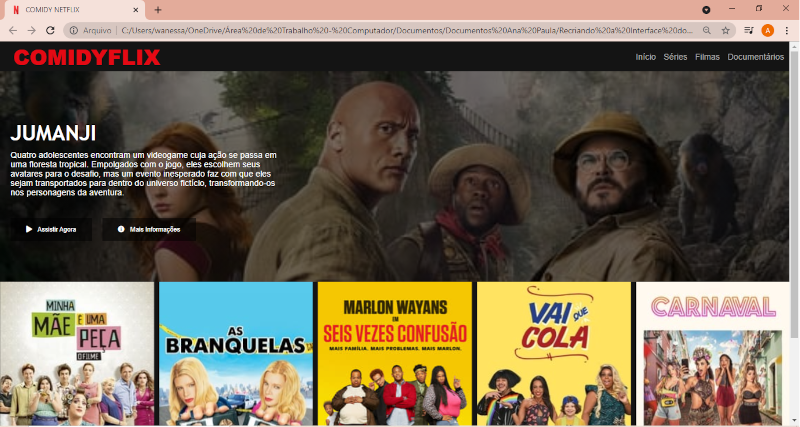 COMIDY NETFLIX
Arquivo
C:/Users/wanessa/OneDrive/Área%20de%20Trabalho%20-%20Computador/Documentos/Documentos%20Ana%20Paula/Recriando%20a%20Interface%20do...
A
COMIDYFLIX
Início Séries Filmas Documentários
JUMANJI
Quatro adolescentes encontram um videogame cuja ação se passa em
uma floresta tropical. Empolgados com o jogo, eles escolhem seus
avatares para o desafio, mas um evento inesperado faz com que eles
sejam transportados para dentro do universo fictício, transformando-os
nos personagens da aventura.
Assistir Agora
Mais Informações
MINHA
MÃE É UMA
PEÇA
O FILME
AS
BRANQUELAS
MARLON WAYANS
EM
SEIS VEZES CONFUSÃO
MAIS FAMÍLIA. MAIS PROBLEMAS. MAIS MARLON.
VAI QUE
COLA
CARNAVAL